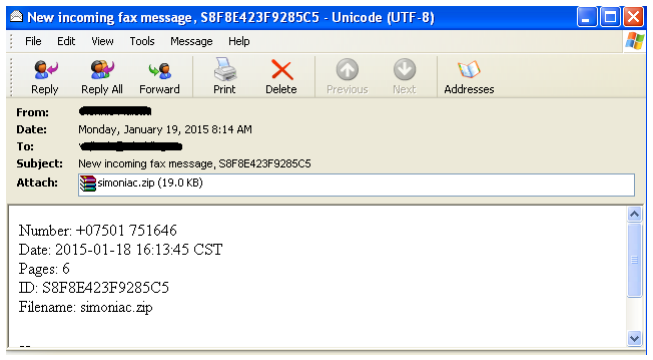 New incoming fax message, S8F8E423F9285C5 - Unicode (UTF-8)
File Edit View Tools Message Help
Reply Reply All Forward Print Delete Previous Next Addresses
From:
Date: Monday, January 19, 2015 8:14 AM
To:
Subject: New incoming fax message, S8F8E423F9285C5
Attach: simoniac.zip (19.0 KB)
Number: +07501 751646
Date: 2015-01-18 16:13:45 CST
Pages: 6
ID: S8F8E423F9285C5
Filename: simoniac.zip